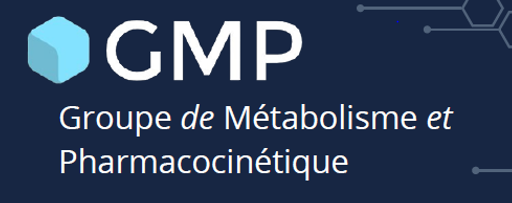 GMP
Groupe de Métabolisme et
Pharmacocinétique